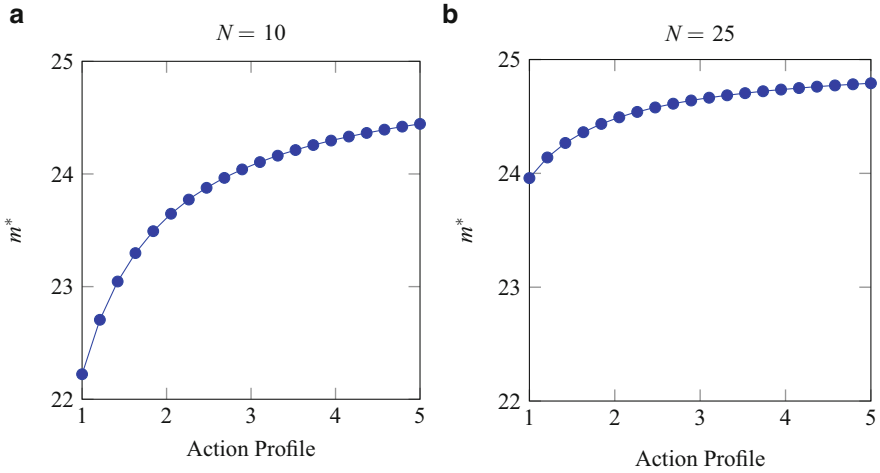 a
N = 10
25
24
23
22
m*
1 2 3 4 5
Action Profile
b
N = 25
25
24
23
22
m*
1 2 3 4 5
Action Profile